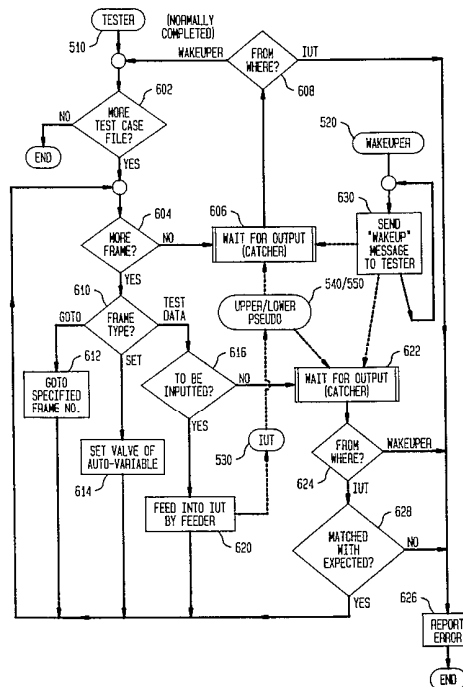 TESTER
510
(NORMALLY
COMPLETED)
WAKEUPER
FROM
WHERE?
IUT
608
602
NO
MORE
TEST CASE
FILE?
END
YES
520
WAKEUPER
604
606
630
MORE
FRAME?
NO
WAIT FOR OUTPUT
(CATCHER)
SEND
"WAKEUP"
MESSAGE
TO TESTER
YES
610
TEST
DATA
GOTO
FRAME
TYPE?
UPPER/LOWER
PSEUDO
540/550
612
SET
616
622
GOTO
SPECIFIED
FRAME NO.
TO BE
INPUTTED?
NO
WAIT FOR OUTPUT
(CATCHER)
YES
IUT
530
FROM
WHERE?
WAKEUPER
624
IUT
SET VALVE OF
AUTO-VARIABLE
614
FEED INTO IUT
BY FEEDER
620
628
MATCHED
WITH
EXPECTED?
NO
YES
626
REPORT
ERROR
END